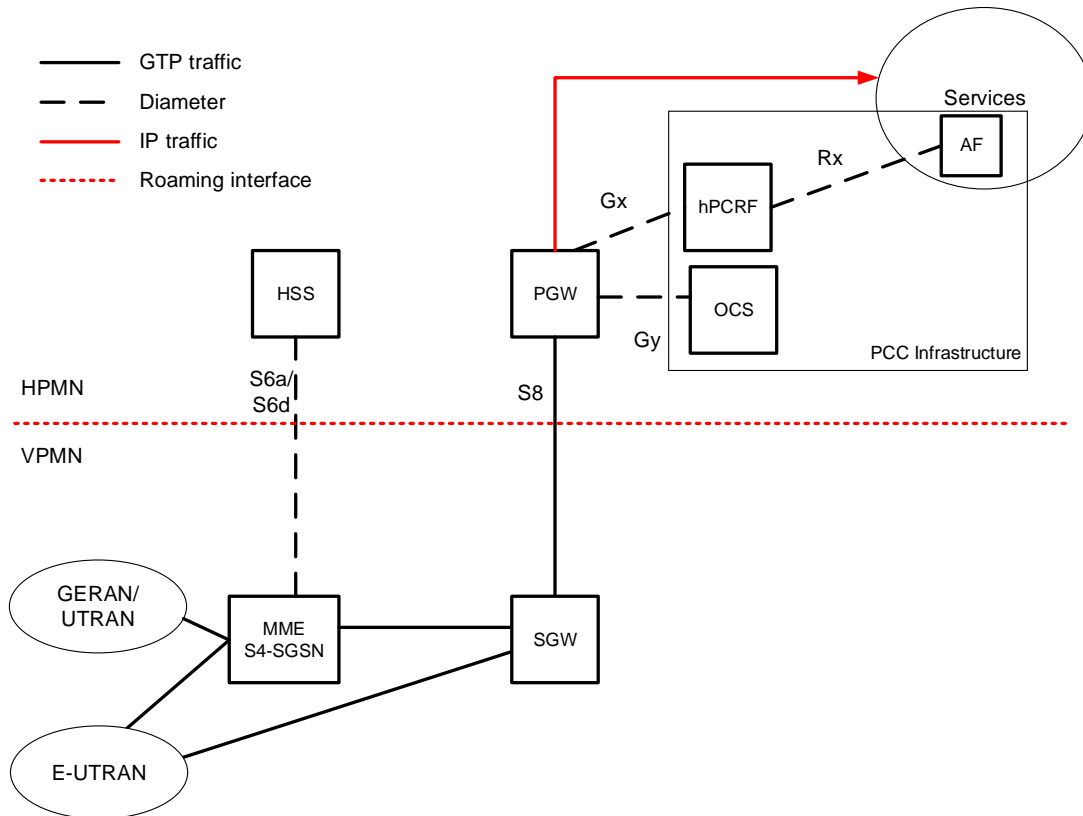 GTP traffic
Diameter
IP traffic
Roaming interface
Services
AF
Rx
hPCRF
Gx
HSS
PGW
OCS
Gy
PCC Infrastructure
S6a/
S6d
S8
HPMN
VPMN
GERAN/
UTRAN
MME
S4-SGSN
SGW
E-UTRAN